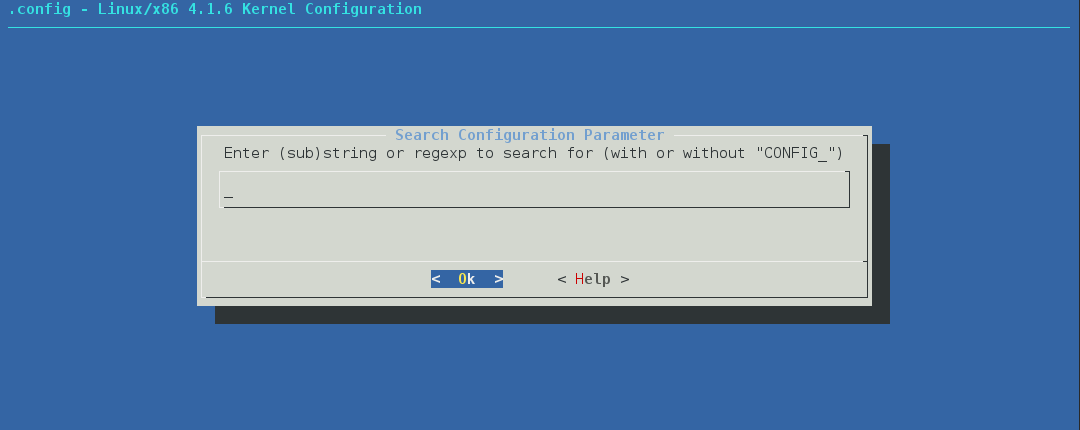 .config - Linux/x86 4.1.6 Kernel Configuration
Search Configuration Parameter
Enter (sub)string or regexp to search for (with or without "CONFIG_")
_
<  Ok  > < Help >